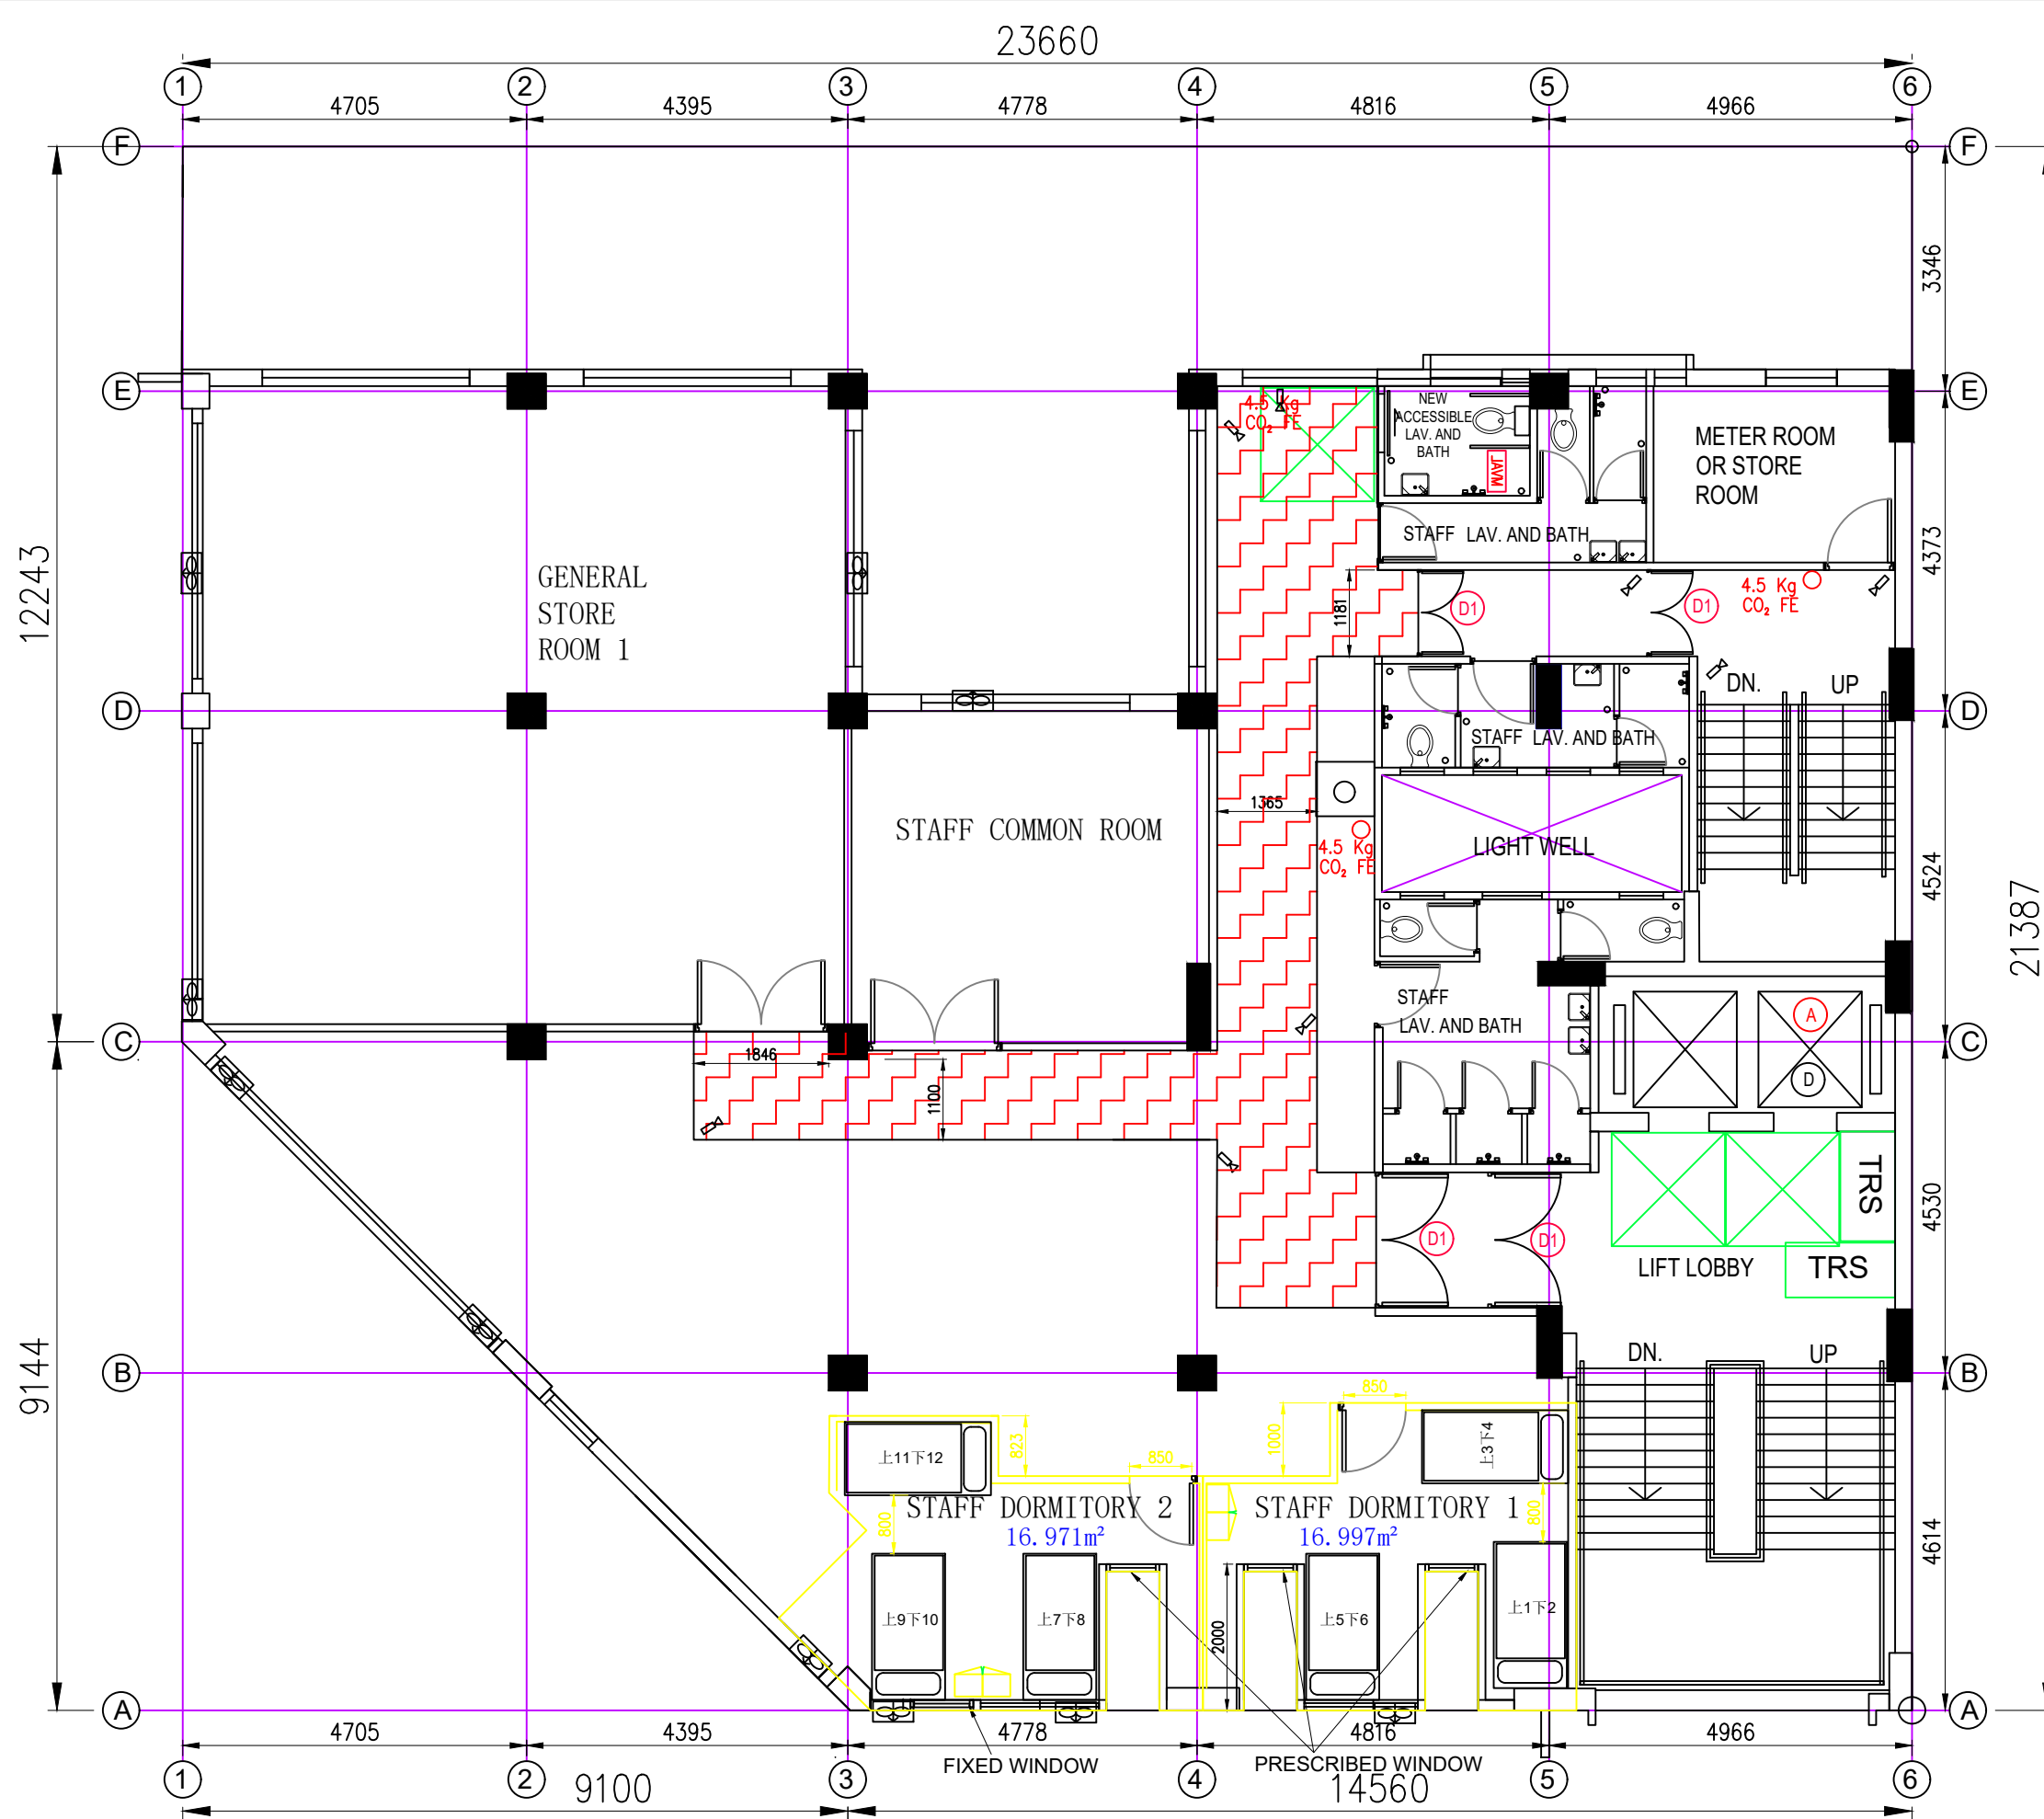 23660
1
2
3
4
5
6
4705
4395
4778
4816
4966
F
F
3346
E
E
4.5 Kg
CO₂ FE
NEW
ACCESSIBLE
LAV. AND
BATH
JAVM
METER ROOM
OR STORE
ROOM
STAFF LAV. AND BATH
12243
4373
GENERAL
STORE
ROOM 1
1181
D1
D1
4.5 Kg
CO₂ FE
DN.
UP
D
D
STAFF LAV. AND BATH
1365
STAFF COMMON ROOM
LIGHT WELL
4.5 Kg
CO₂ FE
4524
21387
STAFF
LAV. AND BATH
A
D
C
C
1846
1100
TRS
4530
D1
D1
LIFT LOBBY
TRS
9144
DN.
UP
B
B
850
823
1000
850
上11下12
上3下4
STAFF DORMITORY 2
16.971m²
STAFF DORMITORY 1
16.997m²
800
800
4614
上9下10
上7下8
2000
上5下6
上1下2
A
A
4705
4395
4778
4816
4966
FIXED WINDOW
PRESCRIBED WINDOW
1
2
3
4
5
6
9100
14560